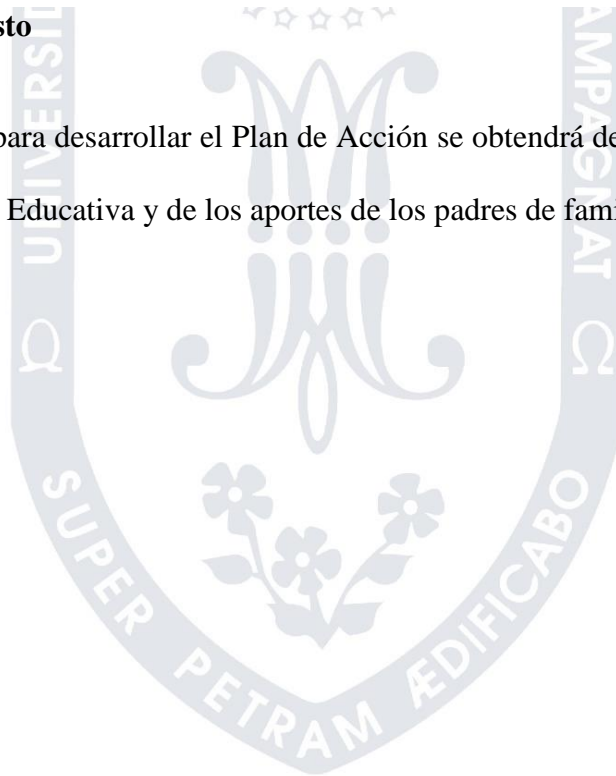 sto
para desarrollar el Plan de Acción se obtendrá de
Educativa y de los aportes de los padres de fami
UNIVERSI
AMPAGNAT
SUPER PETRAM ÆDIFICABO